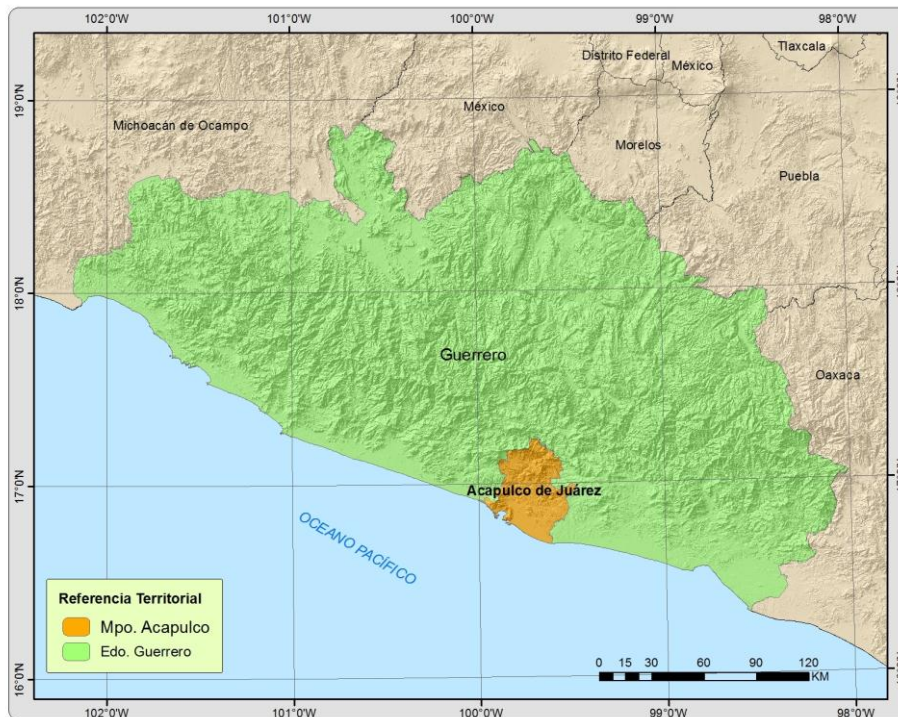 102°0'W 101°0'W 100°0'W 99°0'W 98°0'W
Tlaxcala
Distrito Federal
México
19°0'N
México
Michoacán de Ocampo
Morelos
Puebla
18°0'N
Guerrero
Oaxaca
17°0'N
Acapulco de Juárez
OCEANO PACÍFICO
Referencia Territorial
Mpo. Acapulco
Edo. Guerrero
0 15 30 60 90 120
KM
16°0'N
102°0'W 101°0'W 100°0'W 99°0'W 98°0'W